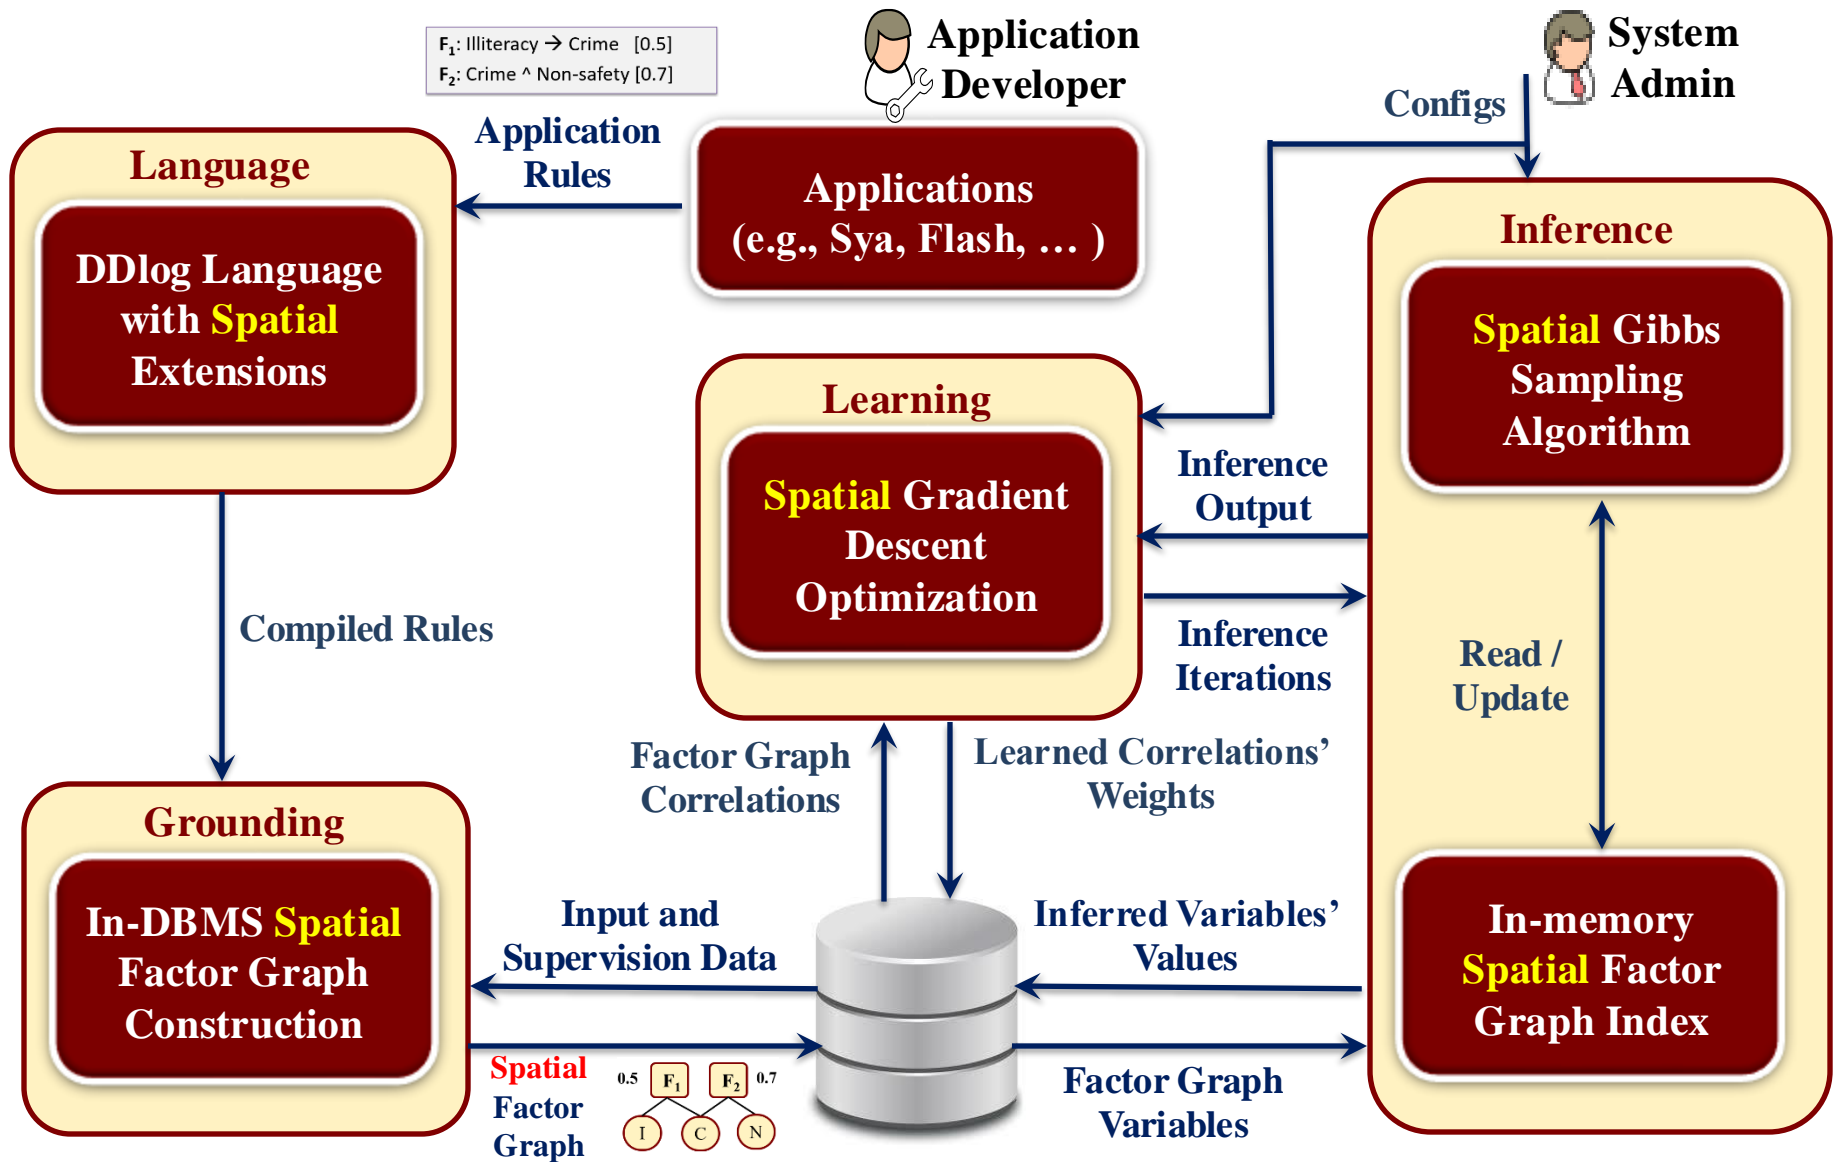 F1: Illiteracy → Crime [0.5]
F2: Crime ^ Non-safety [0.7]
Application
Developer
System
Admin
Configs
Application
Rules
Language
DDlog Language
with Spatial
Extensions
Applications
(e.g., Sya, Flash, … )
Inference
Spatial Gibbs
Sampling
Algorithm
Learning
Spatial Gradient
Descent
Optimization
Inference
Output
Inference
Iterations
Read /
Update
Compiled Rules
Factor Graph
Correlations
Learned Correlations’
Weights
Grounding
In-DBMS Spatial
Factor Graph
Construction
Input and
Supervision Data
Inferred Variables’
Values
In-memory
Spatial Factor
Graph Index
Spatial
Factor
Graph
0.5 F1 F2 0.7
I C N
Factor Graph
Variables